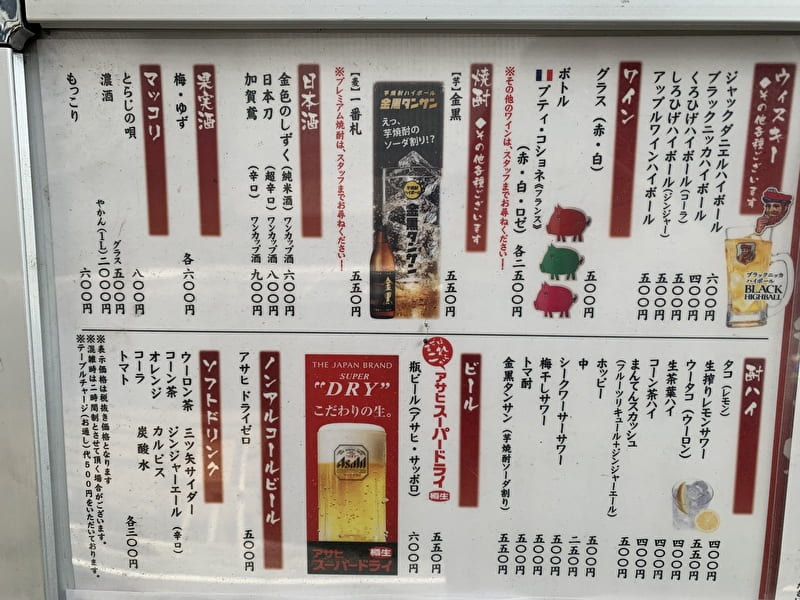 ウィスキー ◆その他各種ございます
ジャックダニエルハイボール 六〇〇円
ブラックニッカハイボール 四〇〇円
くろひげハイボール(コーラ) 五〇〇円
しろひげハイボール(ジンジャー) 五〇〇円
アップルワインハイボール 五〇〇円
ブラックニッカ
ハイボール
BLACK
HIGHBALL
ワイン
グラス(赤・白) 五〇〇円
ボトル
プティ・コショネ《フランス》
(赤・白・ロゼ) 各二五〇〇円
※その他のワインは、スタッフまでお尋ねください!
焼酎 ◆その他各種ございます
【芋】金黒 五五〇円
芋焼酎ハイボール
金黒タンサン
えっ、
芋焼酎の
ソーダ割り!?
芋焼酎
ハイボール
金黒タンサン
金黒
【麦】一番札 五五〇円
※プレミアム焼酎は、スタッフまでお尋ねください!
日本酒
金色のしずく(純米酒)ワンカップ酒 六〇〇円
日本刀(超辛口)ワンカップ酒 八〇〇円
加賀鳶(辛口)ワンカップ酒 九〇〇円
果実酒
梅・ゆず 各六〇〇円
マッコリ
とらじの唄 八〇〇円
濃酒 グラス 五〇〇円
やかん(1L)二〇〇〇円
もっこり 六〇〇円
酎ハイ
タコ(レモン) 四〇〇円
生搾りレモンサワー 五五〇円
ウータコ(ウーロン) 四〇〇円
生茶葉ハイ 四〇〇円
コーン茶ハイ 四〇〇円
まんてんスカッシュ 五〇〇円
(フルーツリキュール+ジンジャーエール)
ホッピー 五〇〇円
中 二五〇円
シークワーサーサワー 五〇〇円
梅干しサワー 五〇〇円
トマ酎 五〇〇円
金黒タンサン(芋焼酎ソーダ割り) 五五〇円
ビール
アサヒスーパードライ 樽生 五五〇円
瓶ビール(アサヒ・サッポロ) 六〇〇円
THE JAPAN BRAND
SUPER
"DRY"
こだわりの生。
Asahi
アサヒ 樽生
スーパードライ
ノンアルコールビール
アサヒ ドライゼロ 五〇〇円
ソフトドリンク
ウーロン茶 三ツ矢サイダー
コーン茶 ジンジャーエール(辛口)
オレンジ カルピス
コーラ 炭酸水
トマト 各三〇〇円
※表示価格は税抜き価格となります
※混雑時は二時間制とさせて頂く場合がございます。
※テーブルチャージ(お通し)代500円をいただいております。